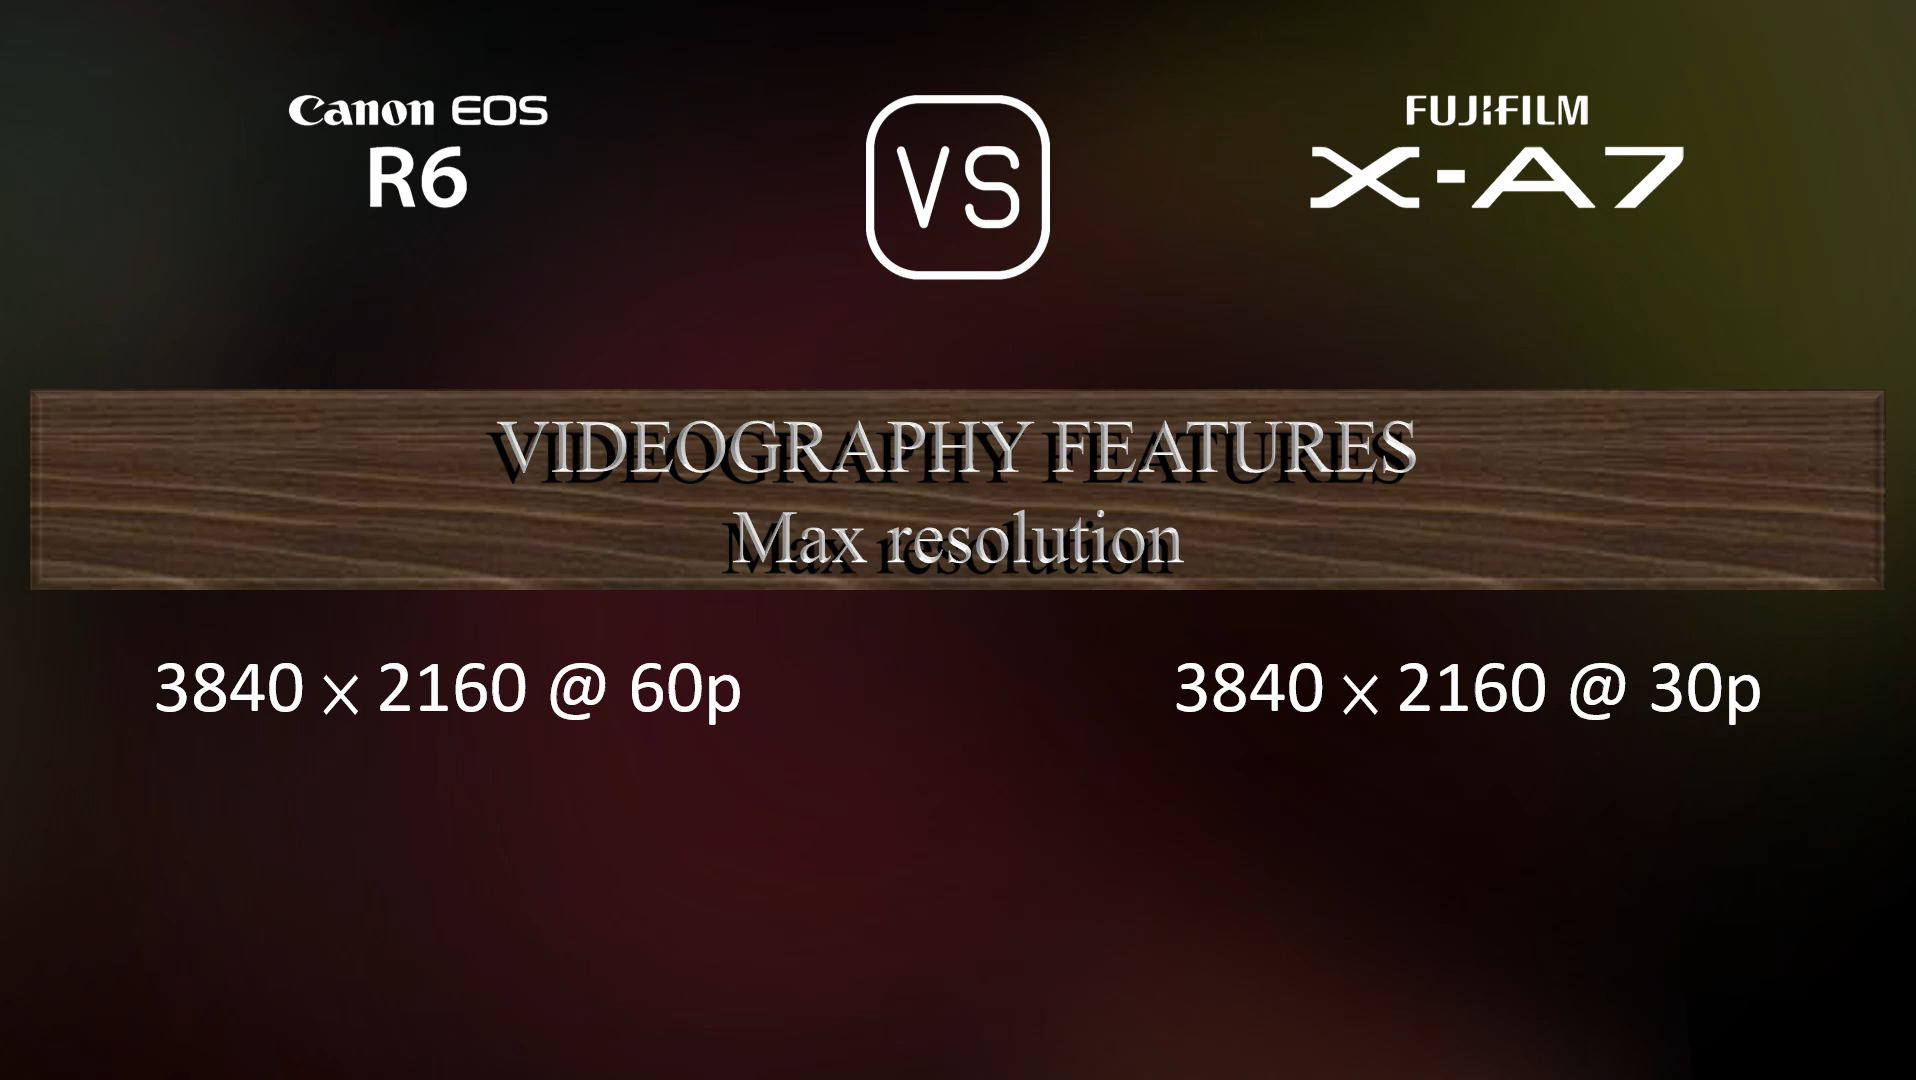 Canon EOS
R6
VS
FUJIFILM
X-A7
VIDEOGRAPHY FEATURES
Max resolution
3840 x 2160 @ 60p
3840 x 2160 @ 30p